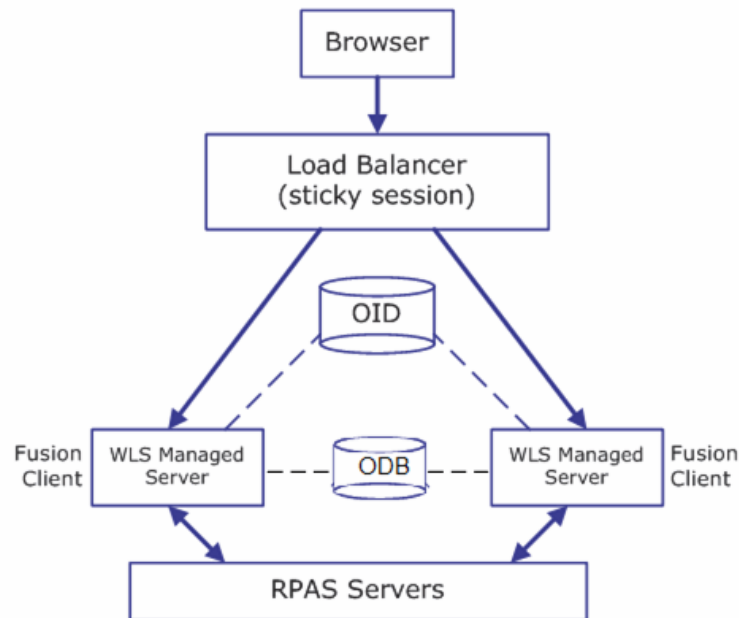 Browser
Load Balancer
(sticky session)
OID
Fusion
Client
WLS Managed
Server
ODB
WLS Managed
Server
Fusion
Client
RPAS Servers